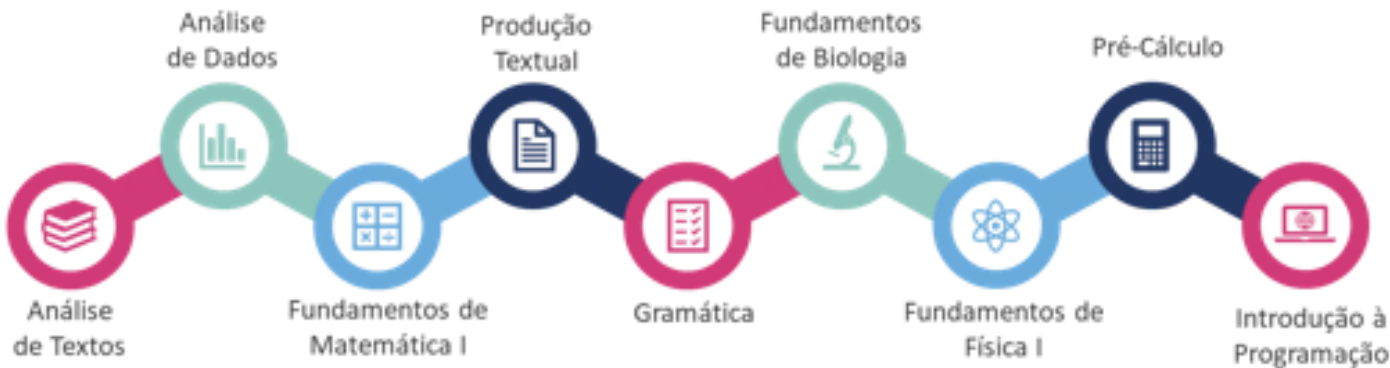 Análise
de Textos
Análise
de Dados
Fundamentos de
Matemática I
Produção
Textual
Gramática
Fundamentos
de Biologia
Fundamentos de
Física I
Pré-Cálculo
Introdução à
Programação